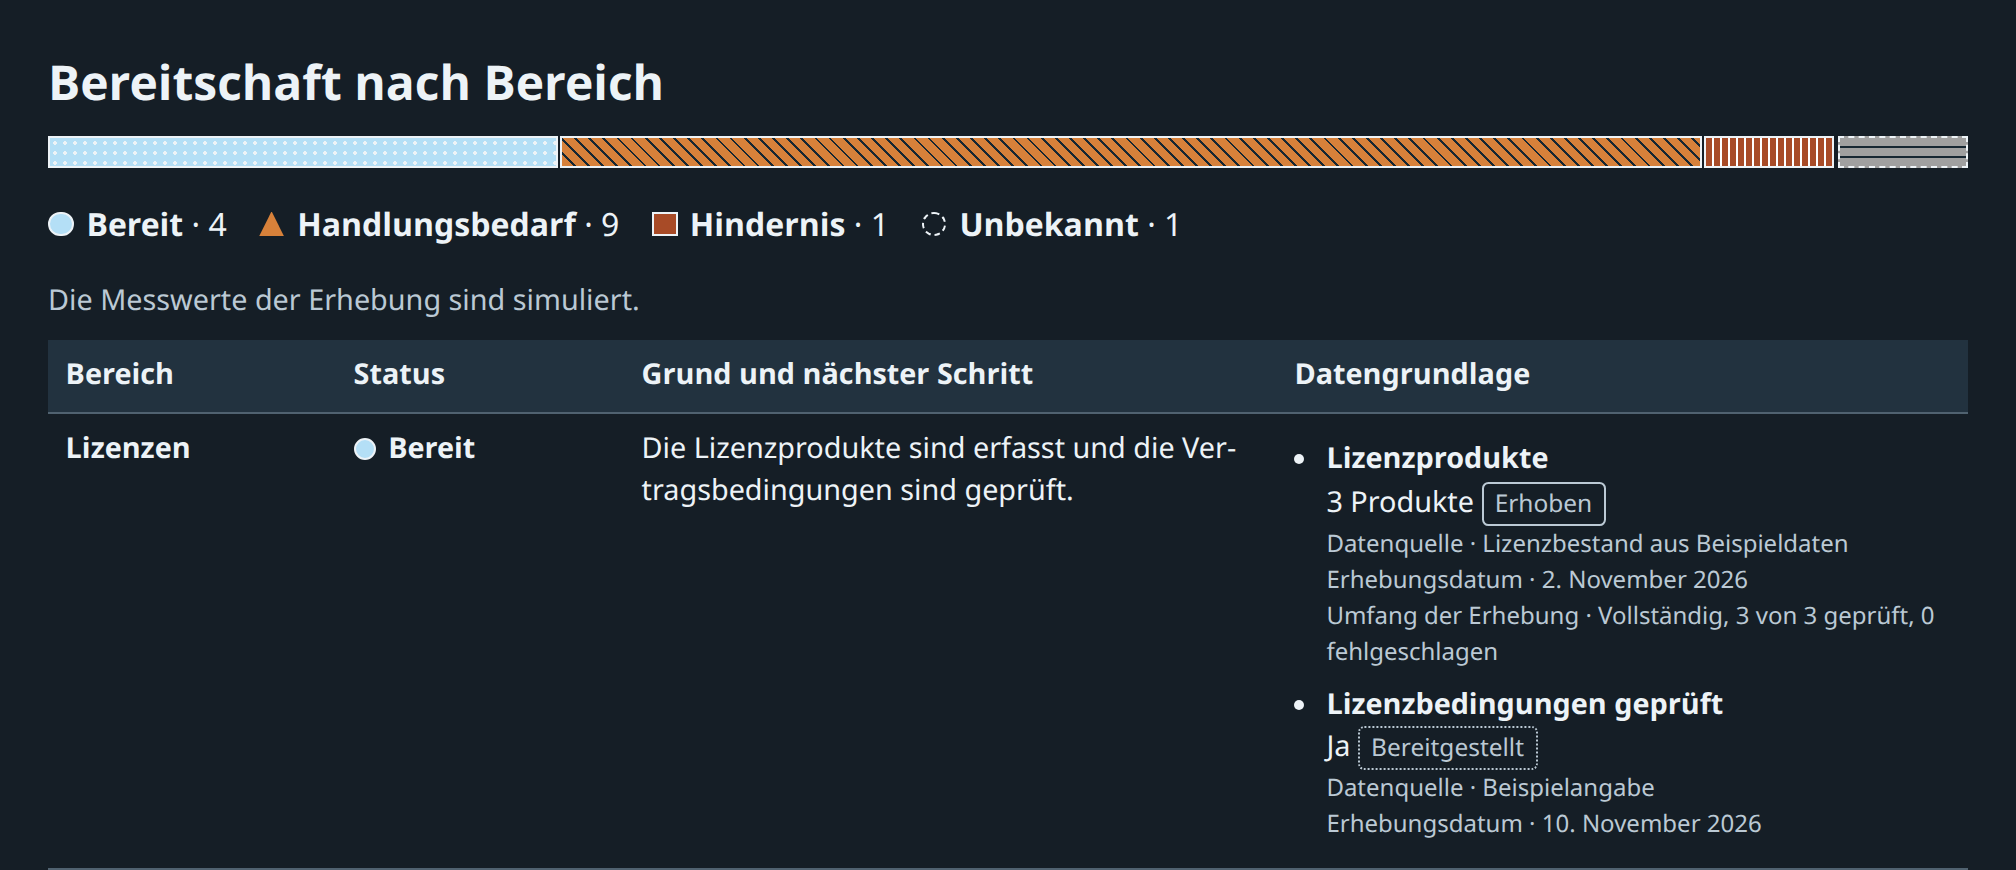 Bereitschaft nach Bereich
Bereit · 4 Handlungsbedarf · 9 Hindernis · 1 Unbekannt · 1
Die Messwerte der Erhebung sind simuliert.
Bereich Status Grund und nächster Schritt Datengrundlage
Lizenzen Bereit Die Lizenzprodukte sind erfasst und die Ver-
tragsbedingungen sind geprüft.
Lizenzprodukte
3 Produkte Erhoben
Datenquelle · Lizenzbestand aus Beispieldaten
Erhebungsdatum · 2. November 2026
Umfang der Erhebung · Vollständig, 3 von 3 geprüft, 0
fehlgeschlagen
Lizenzbedingungen geprüft
Ja Bereitgestellt
Datenquelle · Beispielangabe
Erhebungsdatum · 10. November 2026